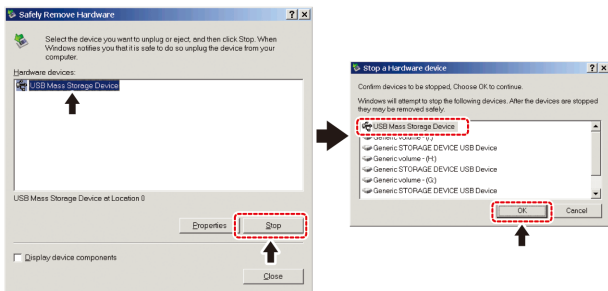 Safely Remove Hardware
Select the device you want to unplug or eject, and then click Stop. When
Windows notifies you that it is safe to do so unplug the device from your
computer.
Hardware devices:
USB Mass Storage Device
USB Mass Storage Device at Location 0
Properties
Stop
Display device components
Close
Stop a Hardware device
Confirm devices to be stopped, Choose OK to continue.
Windows will attempt to stop the following devices. After the devices are stopped
they may be removed safely.
USB Mass Storage Device
Generic volume - (I:)
Generic STORAGE DEVICE USB Device
Generic volume - (H:)
Generic STORAGE DEVICE USB Device
Generic volume - (G:)
Generic STORAGE DEVICE USB Device
OK
Cancel